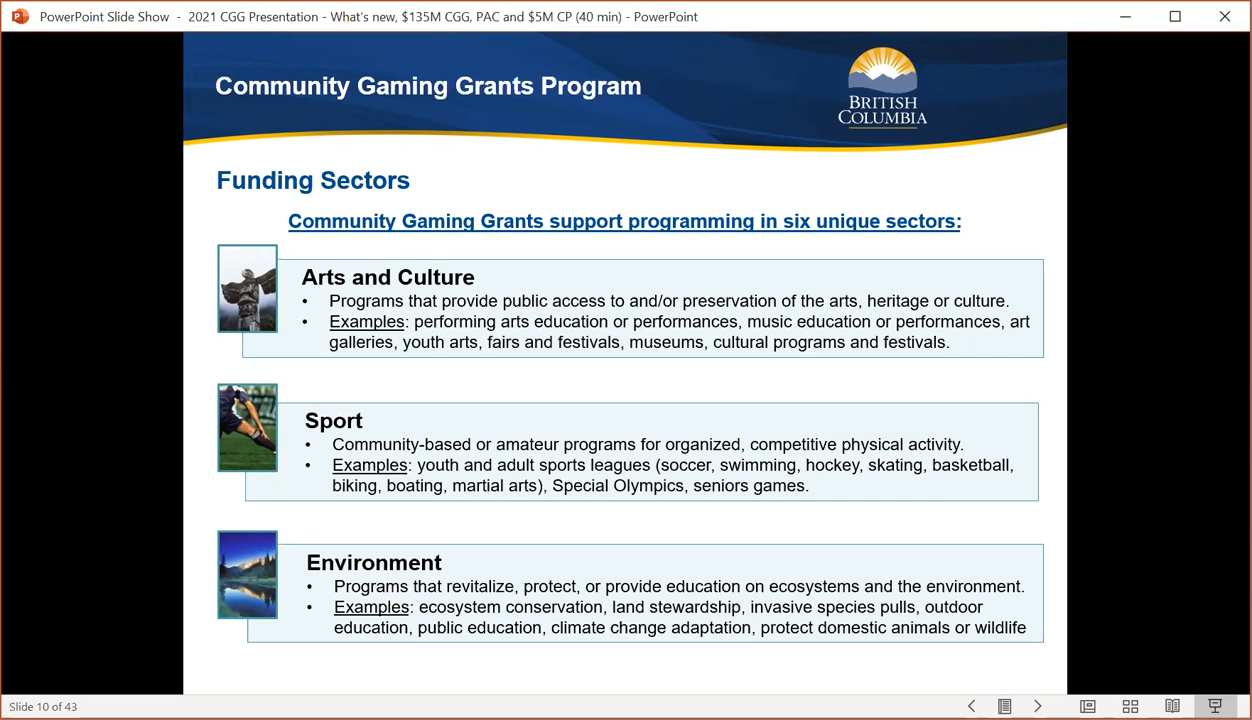 PowerPoint Slide Show - 2021 CGG Presentation - What's new, $135M CGG, PAC and $5M CP (40 min) - PowerPoint
Community Gaming Grants Program
BRITISH
COLUMBIA
Funding Sectors
Community Gaming Grants support programming in six unique sectors:
Arts and Culture
• Programs that provide public access to and/or preservation of the arts, heritage or culture.
• Examples: performing arts education or performances, music education or performances, art
galleries, youth arts, fairs and festivals, museums, cultural programs and festivals.
Sport
• Community-based or amateur programs for organized, competitive physical activity.
• Examples: youth and adult sports leagues (soccer, swimming, hockey, skating, basketball,
biking, boating, martial arts), Special Olympics, seniors games.
Environment
• Programs that revitalize, protect, or provide education on ecosystems and the environment.
• Examples: ecosystem conservation, land stewardship, invasive species pulls, outdoor
education, public education, climate change adaptation, protect domestic animals or wildlife
Slide 10 of 43